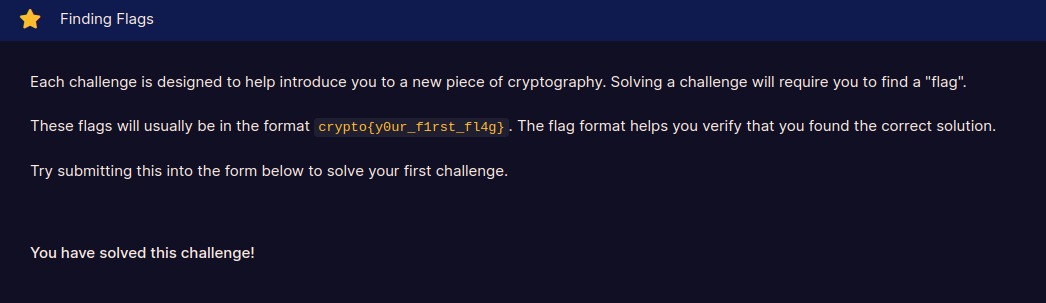 Finding Flags
Each challenge is designed to help introduce you to a new piece of cryptography. Solving a challenge will require you to find a "flag".
These flags will usually be in the format crypto{y0ur_f1rst_fl4g}. The flag format helps you verify that you found the correct solution.
Try submitting this into the form below to solve your first challenge.
You have solved this challenge!